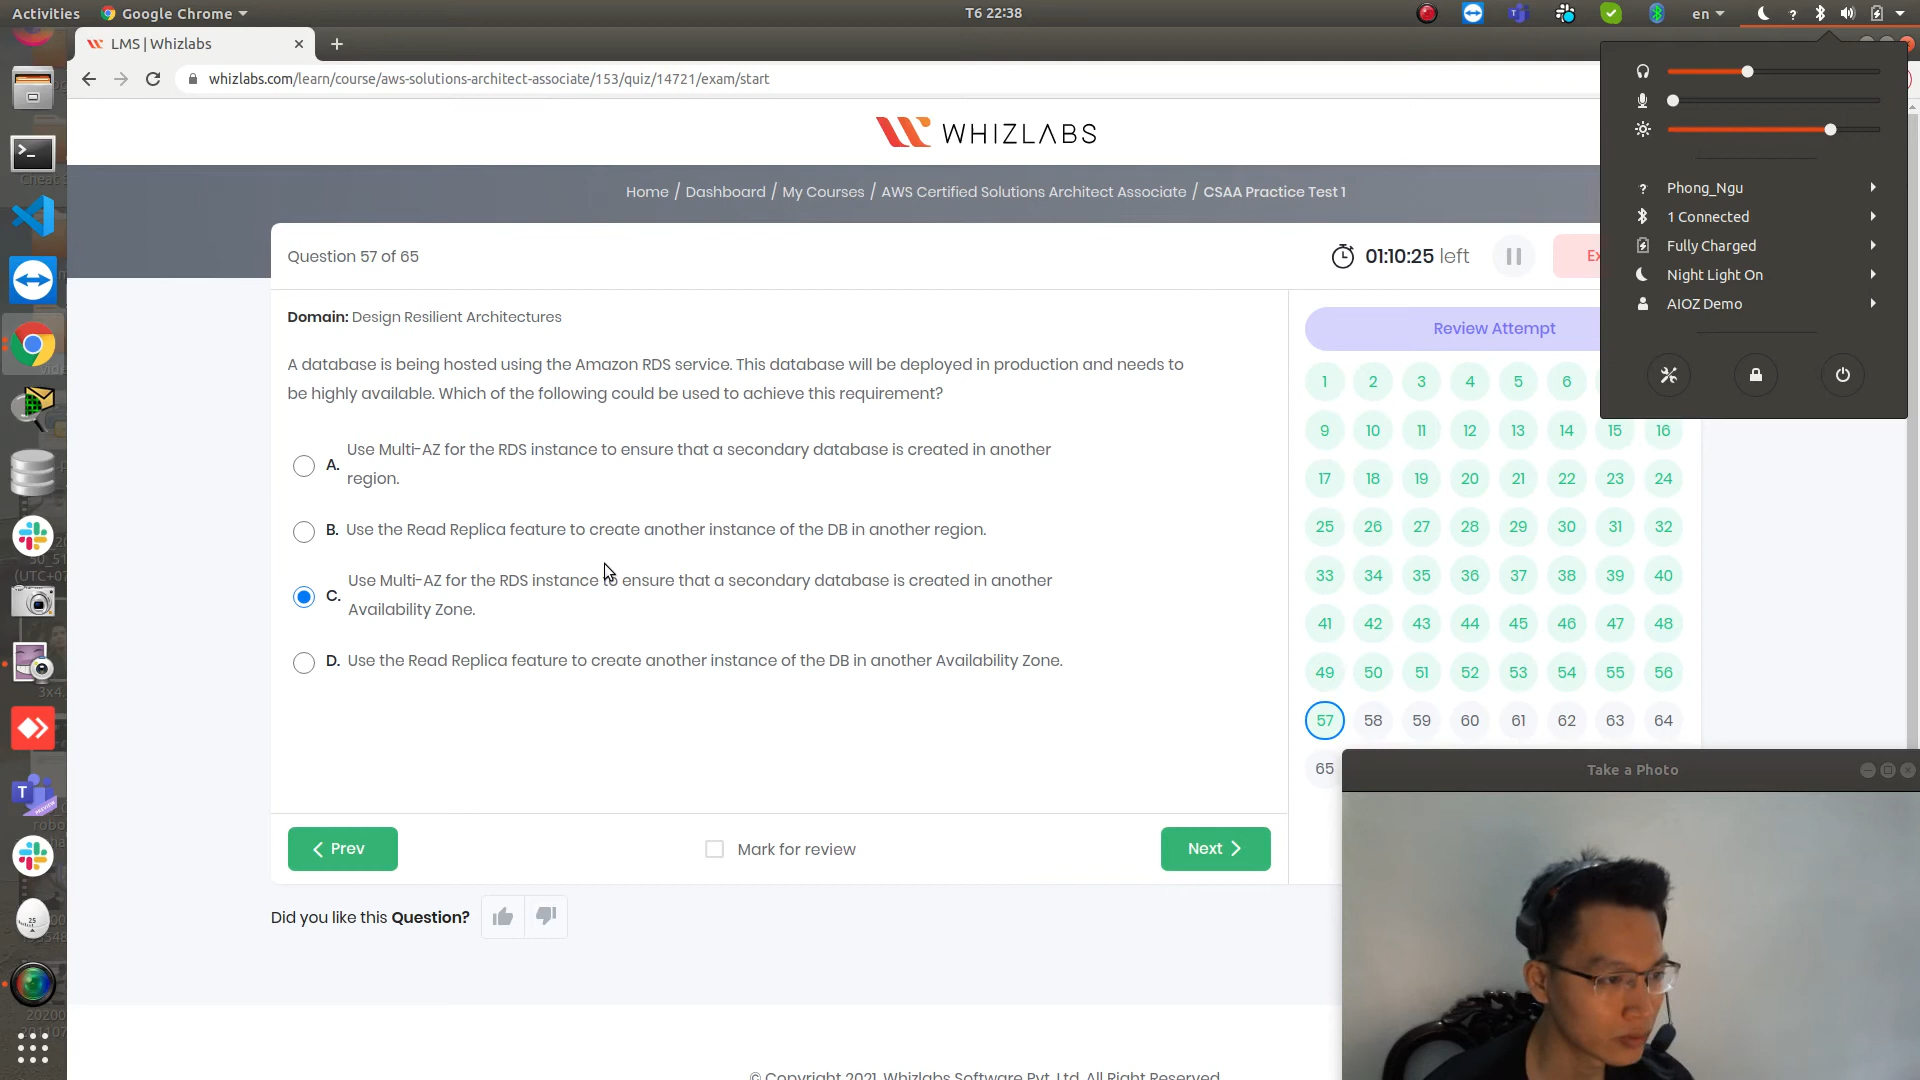 Activities
Google Chrome
T6 22:38
en
LMS | Whizlabs
whizlabs.com/learn/course/aws-solutions-architect-associate/153/quiz/14721/exam/start
WHIZLABS
Home / Dashboard / My Courses / AWS Certified Solutions Architect Associate / CSAA Practice Test 1
Question 57 of 65
01:10:25 left
Domain: Design Resilient Architectures
A database is being hosted using the Amazon RDS service. This database will be deployed in production and needs to
be highly available. Which of the following could be used to achieve this requirement?
A. Use Multi-AZ for the RDS instance to ensure that a secondary database is created in another
region.
B. Use the Read Replica feature to create another instance of the DB in another region.
C. Use Multi-AZ for the RDS instance to ensure that a secondary database is created in another
Availability Zone.
D. Use the Read Replica feature to create another instance of the DB in another Availability Zone.
Prev
Mark for review
Next
Did you like this Question?
Review Attempt
1 2 3 4 5 6
9 10 11 12 13 14 15 16
17 18 19 20 21 22 23 24
25 26 27 28 29 30 31 32
33 34 35 36 37 38 39 40
41 42 43 44 45 46 47 48
49 50 51 52 53 54 55 56
57 58 59 60 61 62 63 64
65
Phong_Ngu
1 Connected
Fully Charged
Night Light On
AIOZ Demo
Take a Photo
© Copyright 2021. Whizlabs Software Pvt. Ltd. All Right Reserved